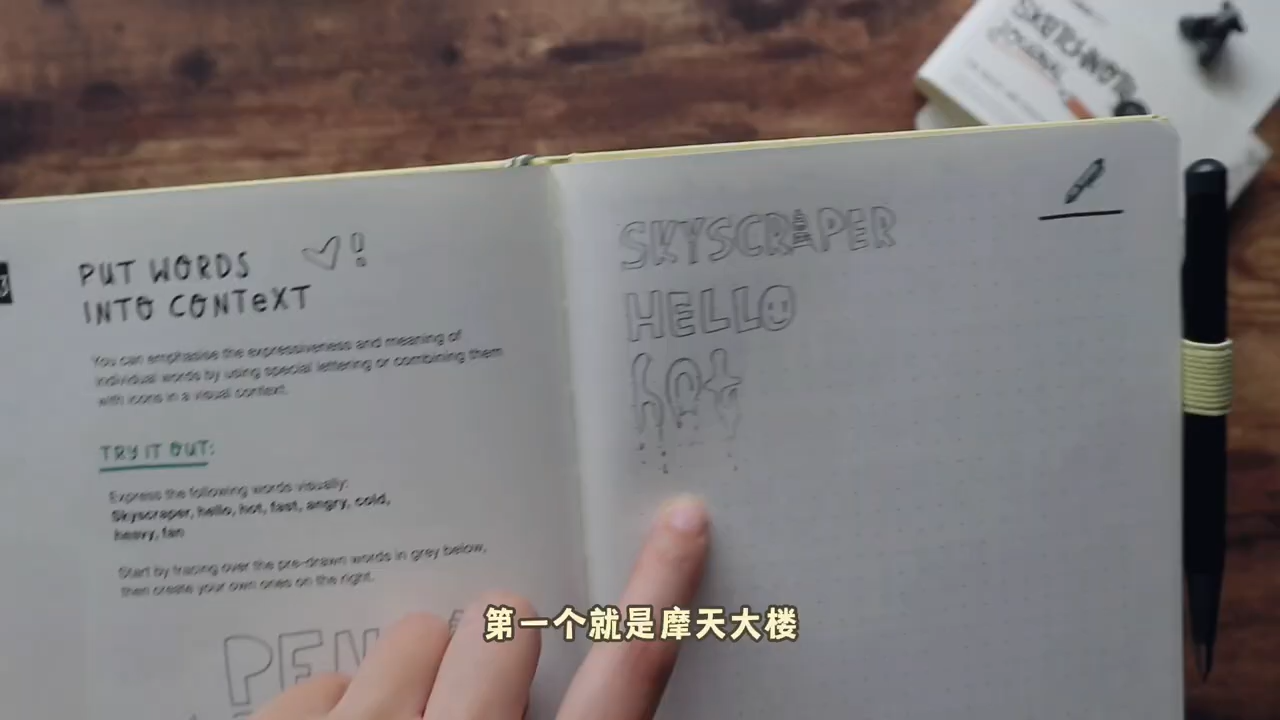 SKETCHNOTE
JOURNAL
PUT WORDS
INTO CONTEXT
You can emphasise the expressiveness and meaning of
individual words by using special lettering or combining them
with icons in a visual context.
TRY IT OUT:
Express the following words visually:
Skyscraper, hello, hot, fast, angry, cold,
heavy, fan
Start by tracing over the pre-drawn words in grey below,
then create your own ones on the right.
PEN
SKYSCRAPER
HELLO
hot
第一个就是摩天大楼